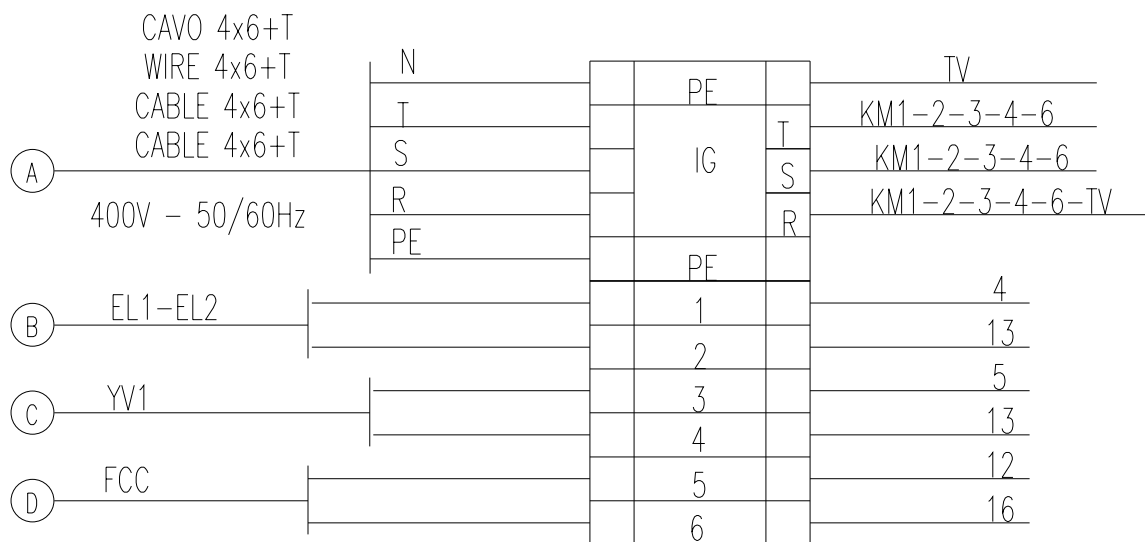 CAVO 4x6+T
WIRE 4x6+T
CABLE 4x6+T
CABLE 4x6+T
A
400V - 50/60Hz
N
T
S
R
PE
PE
IG
T
S
R
PE
TV
KM1-2-3-4-6
KM1-2-3-4-6
KM1-2-3-4-6-TV
B
EL1-EL2
1
4
2
13
C
YV1
3
5
4
13
D
FCC
5
12
6
16